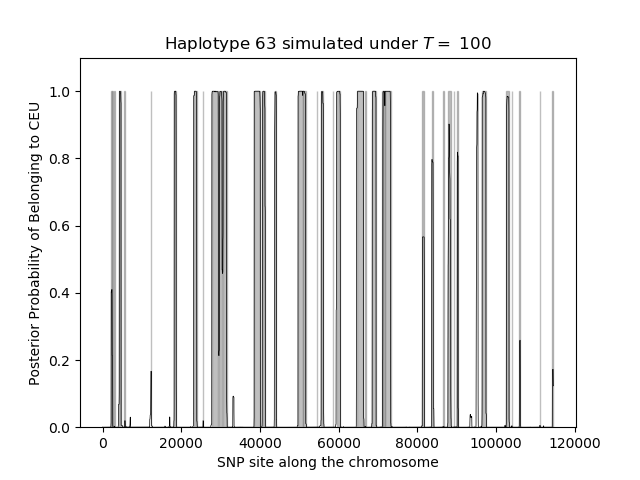 Haplotype 63 simulated under T = 100
Posterior Probability of Belonging to CEU
1.0
0.8
0.6
0.4
0.2
0.0
0 20000 40000 60000 80000 100000 120000
SNP site along the chromosome